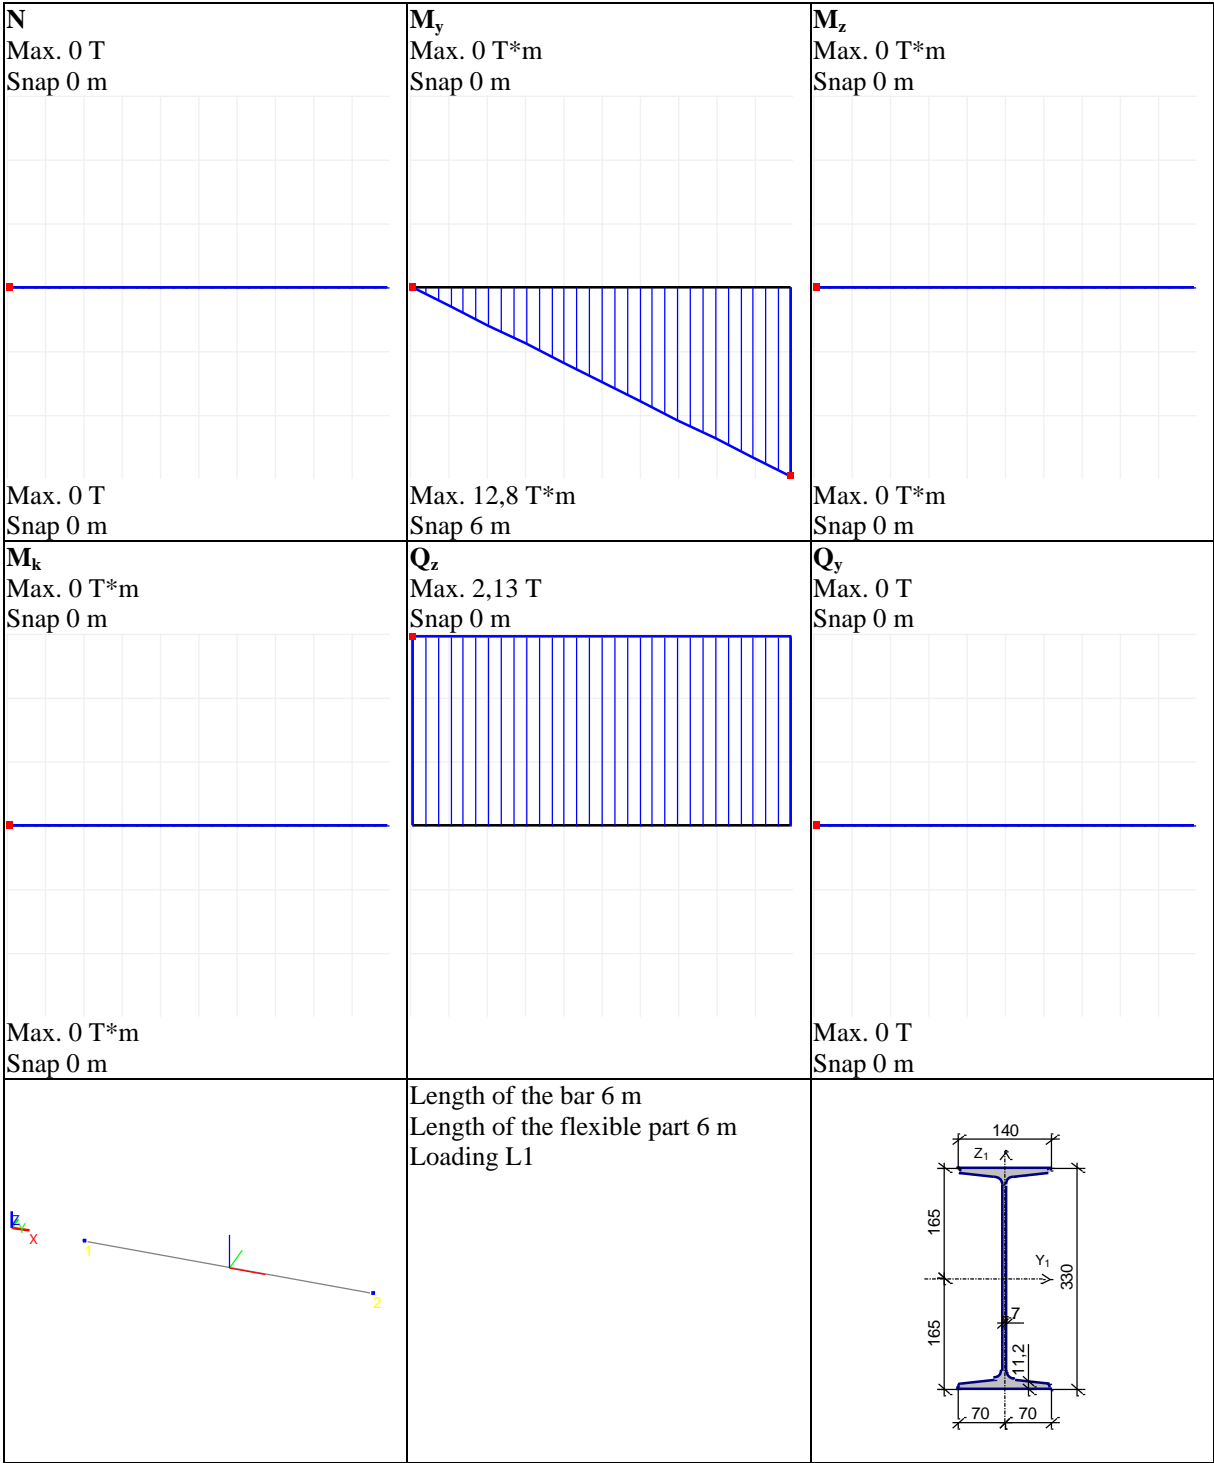 N
Max. 0 T
Snap 0 m
Max. 0 T
Snap 0 m
My
Max. 0 T*m
Snap 0 m
Max. 12,8 T*m
Snap 6 m
Mz
Max. 0 T*m
Snap 0 m
Max. 0 T*m
Snap 0 m
Mk
Max. 0 T*m
Snap 0 m
Max. 0 T*m
Snap 0 m
Qz
Max. 2,13 T
Snap 0 m
Qy
Max. 0 T
Snap 0 m
Max. 0 T
Snap 0 m
Z
Y
X
1
2
Length of the bar 6 m
Length of the flexible part 6 m
Loading L1
140
Z1
165
Y1
330
7
165
11,2
70
70